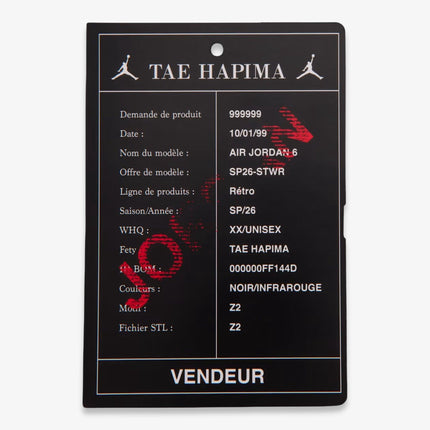 TAE HAPIMA
Demande de produit 999999
Date : 10/01/99
Nom du modèle : AIR JORDAN 6
Offre de modèle : SP26-STWR
Ligne de produits : Rétro
Saison/Année : SP/26
WHQ : XX/UNISEX
Fety TAE HAPIMA
BOM : 000000FF144D
Couleurs : NOIR/INFRAROUGE
Motif : Z2
Fichier STL : Z2
VENDEUR